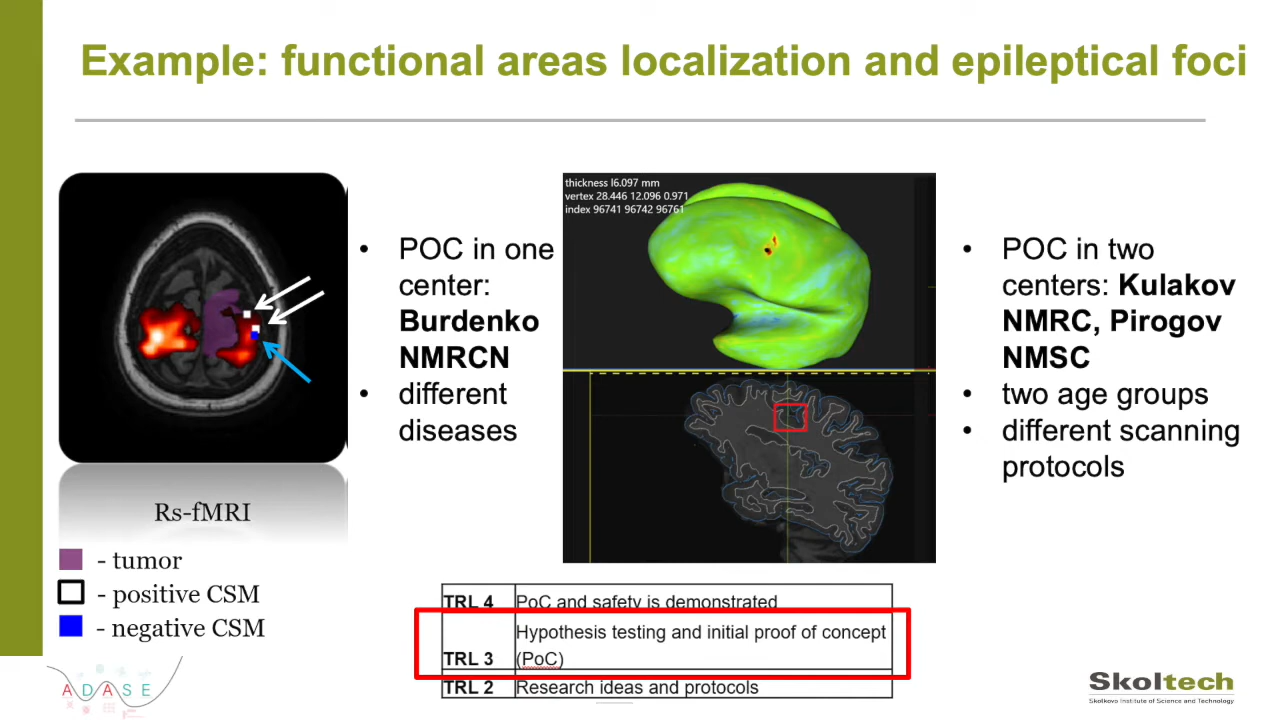 Example: functional areas localization and epileptical foci
thickness l6.097 mm
vertex 28.446 12.096 0.971
index 96741 96742 96761
• POC in one
center:
Burdenko
NMRCN
• different
diseases
• POC in two
centers: Kulakov
NMRC, Pirogov
NMSC
• two age groups
• different scanning
protocols
Rs-fMRI
- tumor
- positive CSM
- negative CSM
TRL 4 PoC and safety is demonstrated
Hypothesis testing and initial proof of concept
TRL 3 (PoC)
TRL 2 Research ideas and protocols
ADASE
Skoltech
Skolkovo Institute of Science and Technology